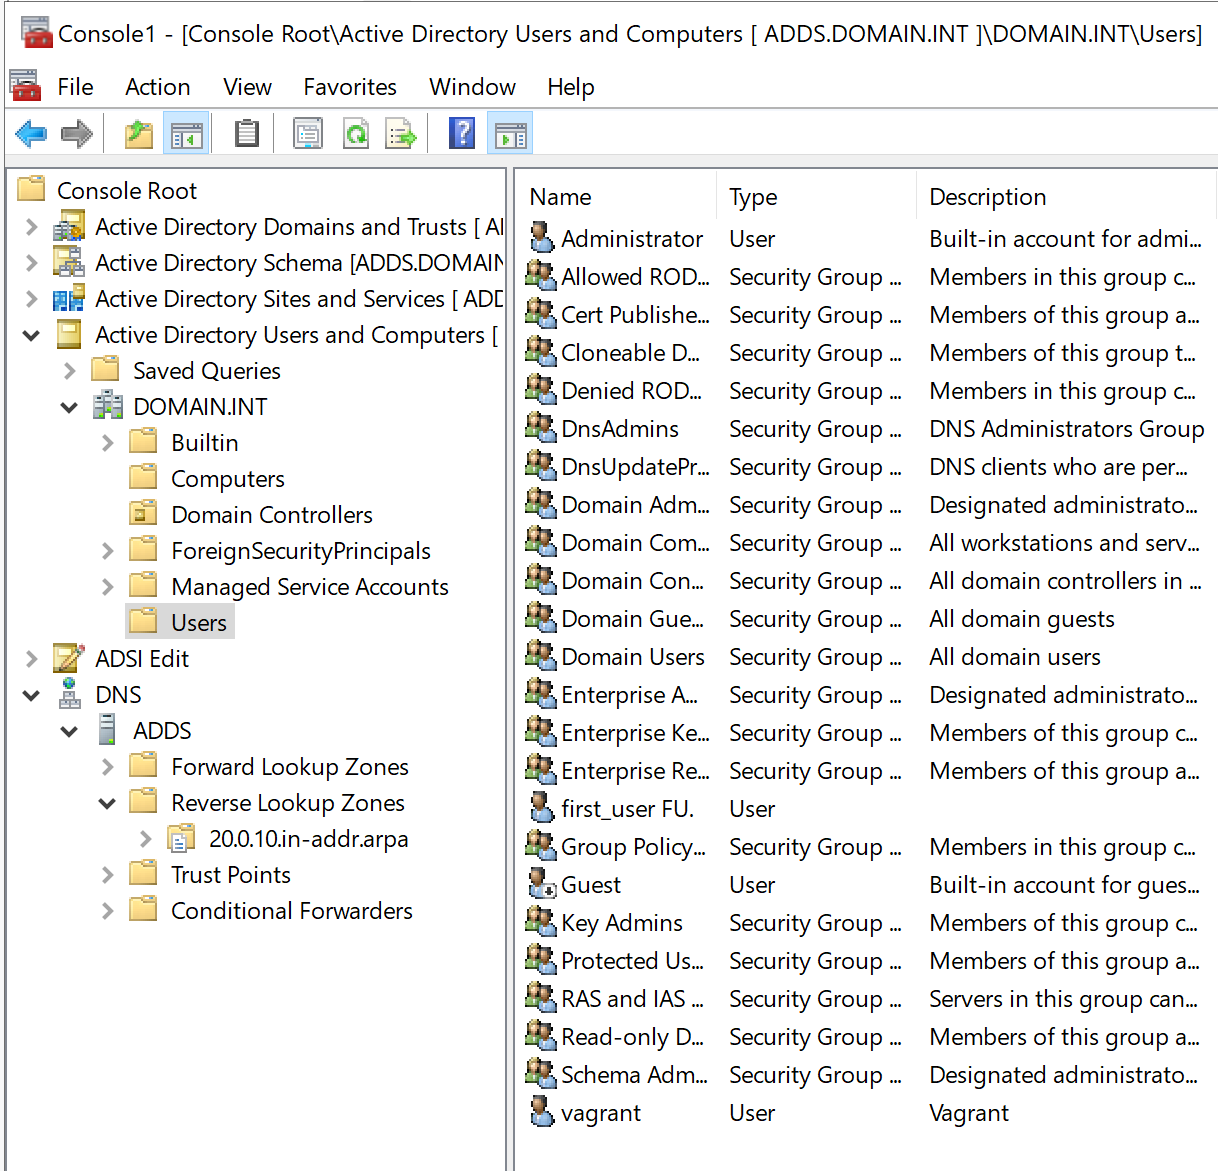 Console1 - [Console Root\Active Directory Users and Computers [ ADDS.DOMAIN.INT ]\DOMAIN.INT\Users]
File Action View Favorites Window Help
Console Root
Active Directory Domains and Trusts [ Al
Active Directory Schema [ADDS.DOMAIN
Active Directory Sites and Services [ ADD
Active Directory Users and Computers [
Saved Queries
DOMAIN.INT
Builtin
Computers
Domain Controllers
ForeignSecurityPrincipals
Managed Service Accounts
Users
ADSI Edit
DNS
ADDS
Forward Lookup Zones
Reverse Lookup Zones
20.0.10.in-addr.arpa
Trust Points
Conditional Forwarders
Name Type Description
Administrator User Built-in account for admi...
Allowed ROD... Security Group ... Members in this group c...
Cert Publishe... Security Group ... Members of this group a...
Cloneable D... Security Group ... Members of this group t...
Denied ROD... Security Group ... Members in this group c...
DnsAdmins Security Group ... DNS Administrators Group
DnsUpdatePr... Security Group ... DNS clients who are per...
Domain Adm... Security Group ... Designated administrato...
Domain Com... Security Group ... All workstations and serv...
Domain Con... Security Group ... All domain controllers in ...
Domain Gue... Security Group ... All domain guests
Domain Users Security Group ... All domain users
Enterprise A... Security Group ... Designated administrato...
Enterprise Ke... Security Group ... Members of this group c...
Enterprise Re... Security Group ... Members of this group a...
first_user FU. User
Group Policy... Security Group ... Members in this group c...
Guest User Built-in account for gues...
Key Admins Security Group ... Members of this group c...
Protected Us... Security Group ... Members of this group a...
RAS and IAS ... Security Group ... Servers in this group can...
Read-only D... Security Group ... Members of this group a...
Schema Adm... Security Group ... Designated administrato...
vagrant User Vagrant